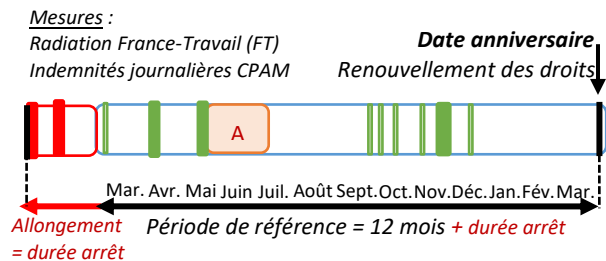 Mesures :
Radiation France-Travail (FT)
Indemnités journalières CPAM
Date anniversaire
Renouvellement des droits
A
Mar. Avr. Mai Juin Juil. Août Sept. Oct. Nov. Déc. Jan. Fév. Mar.
Allongement
= durée arrêt
Période de référence = 12 mois + durée arrêt